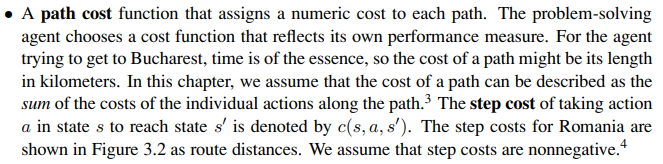 • A path cost function that assigns a numeric cost to each path. The problem-solving
agent chooses a cost function that reflects its own performance measure. For the agent
trying to get to Bucharest, time is of the essence, so the cost of a path might be its length
in kilometers. In this chapter, we assume that the cost of a path can be described as the
sum of the costs of the individual actions along the path.³ The step cost of taking action
a in state s to reach state s′ is denoted by c(s, a, s′). The step costs for Romania are
shown in Figure 3.2 as route distances. We assume that step costs are nonnegative.⁴